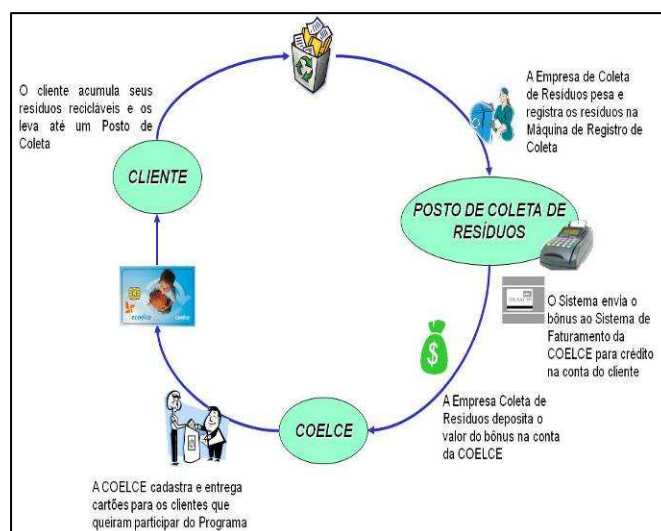 O cliente acumula seus
resíduos recicláveis e os
leva até um Posto de
Coleta
A Empresa de Coleta
de Resíduos pesa e
registra os resíduos na
Máquina de Registro de
Coleta
CLIENTE
POSTO DE COLETA DE
RESÍDUOS
ecoelce
coelce
O Sistema envia o
bônus ao Sistema de
Faturamento da
COELCE para crédito
na conta do cliente
$
A Empresa Coleta de
Resíduos deposita o
valor do bônus na conta
da COELCE
COELCE
A COELCE cadastra e entrega
cartões para os clientes que
queiram participar do Programa